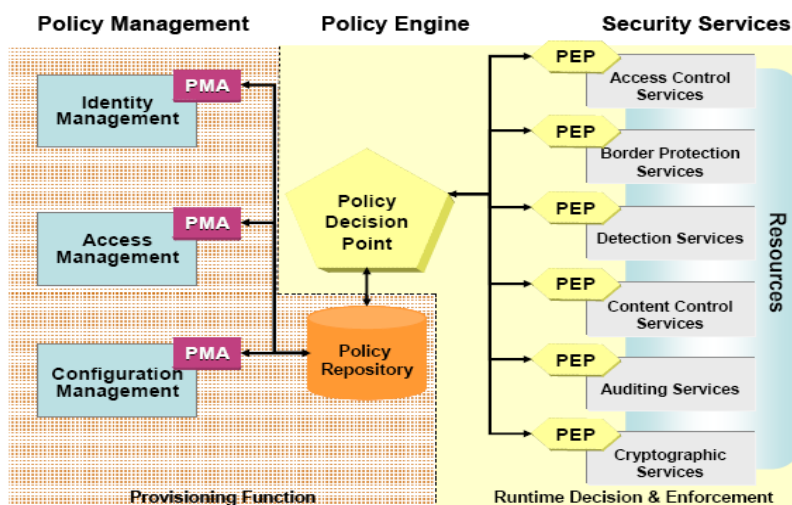 Policy Management
Policy Engine
Security Services
PMA
Identity
Management
PMA
Access
Management
PMA
Configuration
Management
Policy
Decision
Point
Policy
Repository
PEP
Access Control
Services
PEP
Border Protection
Services
PEP
Detection Services
PEP
Content Control
Services
PEP
Auditing Services
PEP
Cryptographic
Services
Resources
Provisioning Function
Runtime Decision & Enforcement